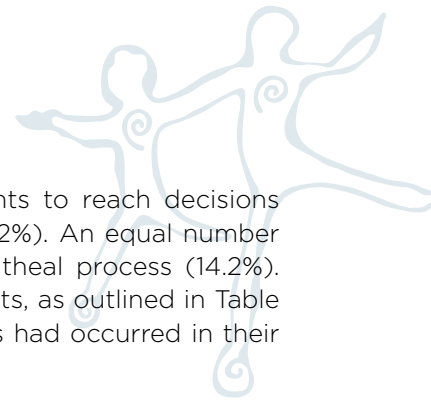 nts to reach decisions
2%). An equal number
theal process (14.2%).
ts, as outlined in Table
s had occurred in their